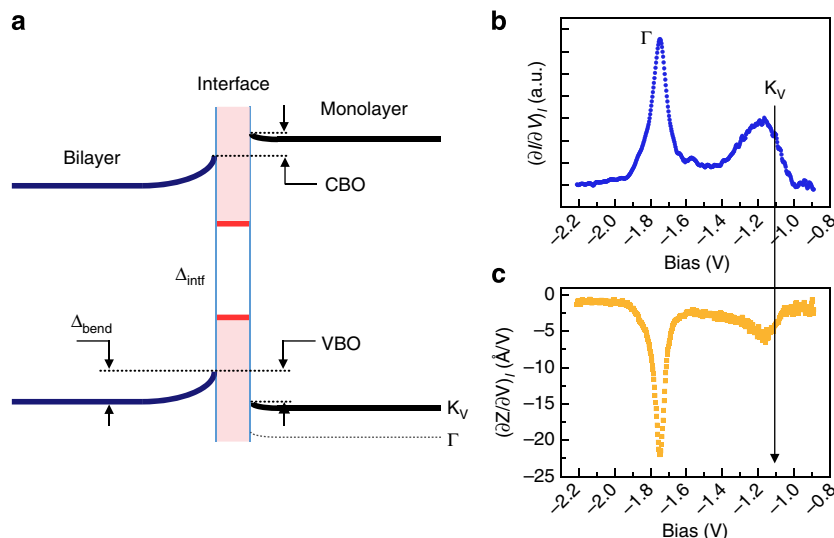 a
Interface
Monolayer
Bilayer
CBO
Δintf
Δbend
VBO
KV
Γ
b
Γ
KV
(∂I/∂V)I (a.u.)
−2.2 −2.0 −1.8 −1.6 −1.4 −1.2 −1.0 −0.8
Bias (V)
c
0
−5
−10
−15
−20
−25
(∂Z/∂V)I (Å/V)
−2.2 −2.0 −1.8 −1.6 −1.4 −1.2 −1.0 −0.8
Bias (V)